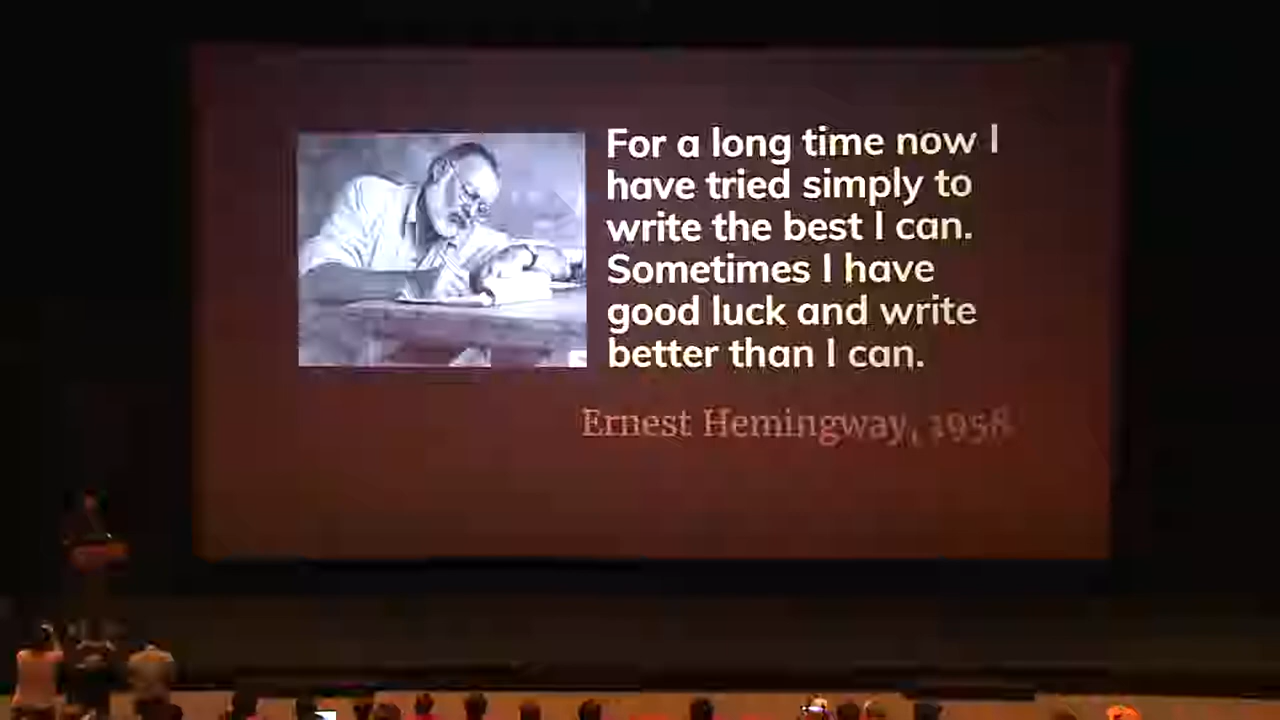 For a long time now I
have tried simply to
write the best I can.
Sometimes I have
good luck and write
better than I can.
Ernest Hemingway, 1958